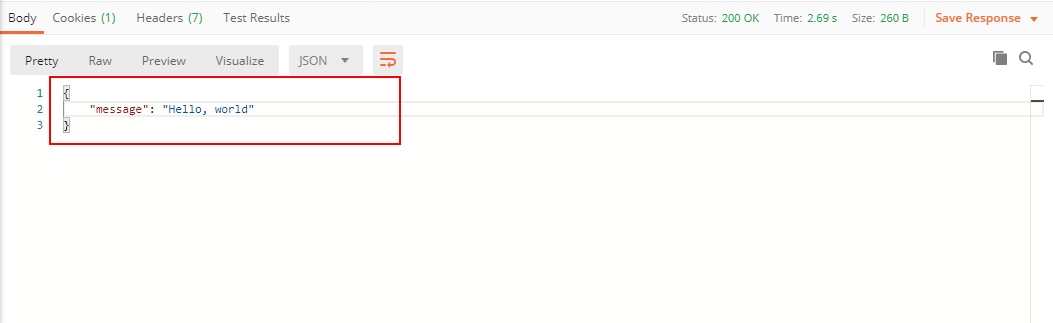 Body Cookies (1) Headers (7) Test Results Status: 200 OK Time: 2.69 s Size: 260 B Save Response
Pretty Raw Preview Visualize JSON
1 {
2 "message": "Hello, world"
3 }